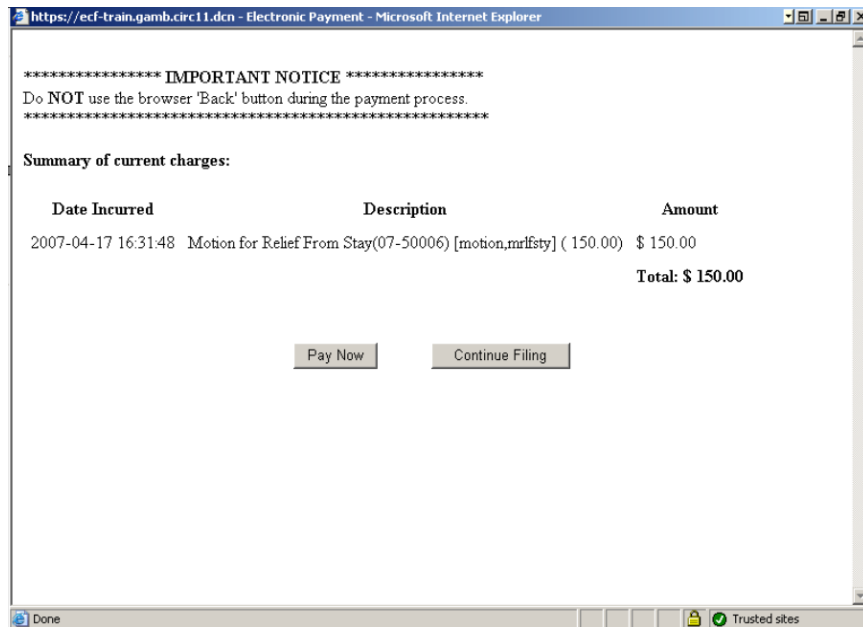 https://ecf-train.gamb.circ11.dcn - Electronic Payment - Microsoft Internet Explorer
**************** IMPORTANT NOTICE ****************
Do NOT use the browser 'Back' button during the payment process.
*******************************************************
Summary of current charges:
Date Incurred Description Amount
2007-04-17 16:31:48 Motion for Relief From Stay(07-50006) [motion,mrlfsty] ( 150.00) $ 150.00
Total: $ 150.00
Pay Now Continue Filing
Done Trusted sites